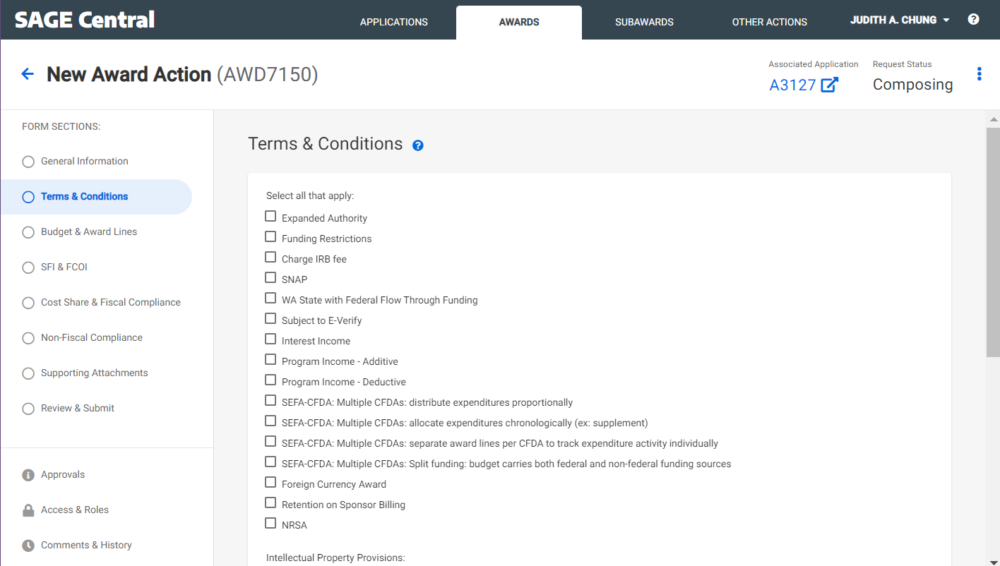 SAGE Central
APPLICATIONS
AWARDS
SUBAWARDS
OTHER ACTIONS
JUDITH A. CHUNG
New Award Action (AWD7150)
Associated Application
A3127
Request Status
Composing
FORM SECTIONS:
General Information
Terms & Conditions
Budget & Award Lines
SFI & FCOI
Cost Share & Fiscal Compliance
Non-Fiscal Compliance
Supporting Attachments
Review & Submit
Approvals
Access & Roles
Comments & History
Terms & Conditions
Select all that apply:
Expanded Authority
Funding Restrictions
Charge IRB fee
SNAP
WA State with Federal Flow Through Funding
Subject to E-Verify
Interest Income
Program Income - Additive
Program Income - Deductive
SEFA-CFDA: Multiple CFDAs: distribute expenditures proportionally
SEFA-CFDA: Multiple CFDAs: allocate expenditures chronologically (ex: supplement)
SEFA-CFDA: Multiple CFDAs: separate award lines per CFDA to track expenditure activity individually
SEFA-CFDA: Multiple CFDAs: Split funding: budget carries both federal and non-federal funding sources
Foreign Currency Award
Retention on Sponsor Billing
NRSA
Intellectual Property Provisions: